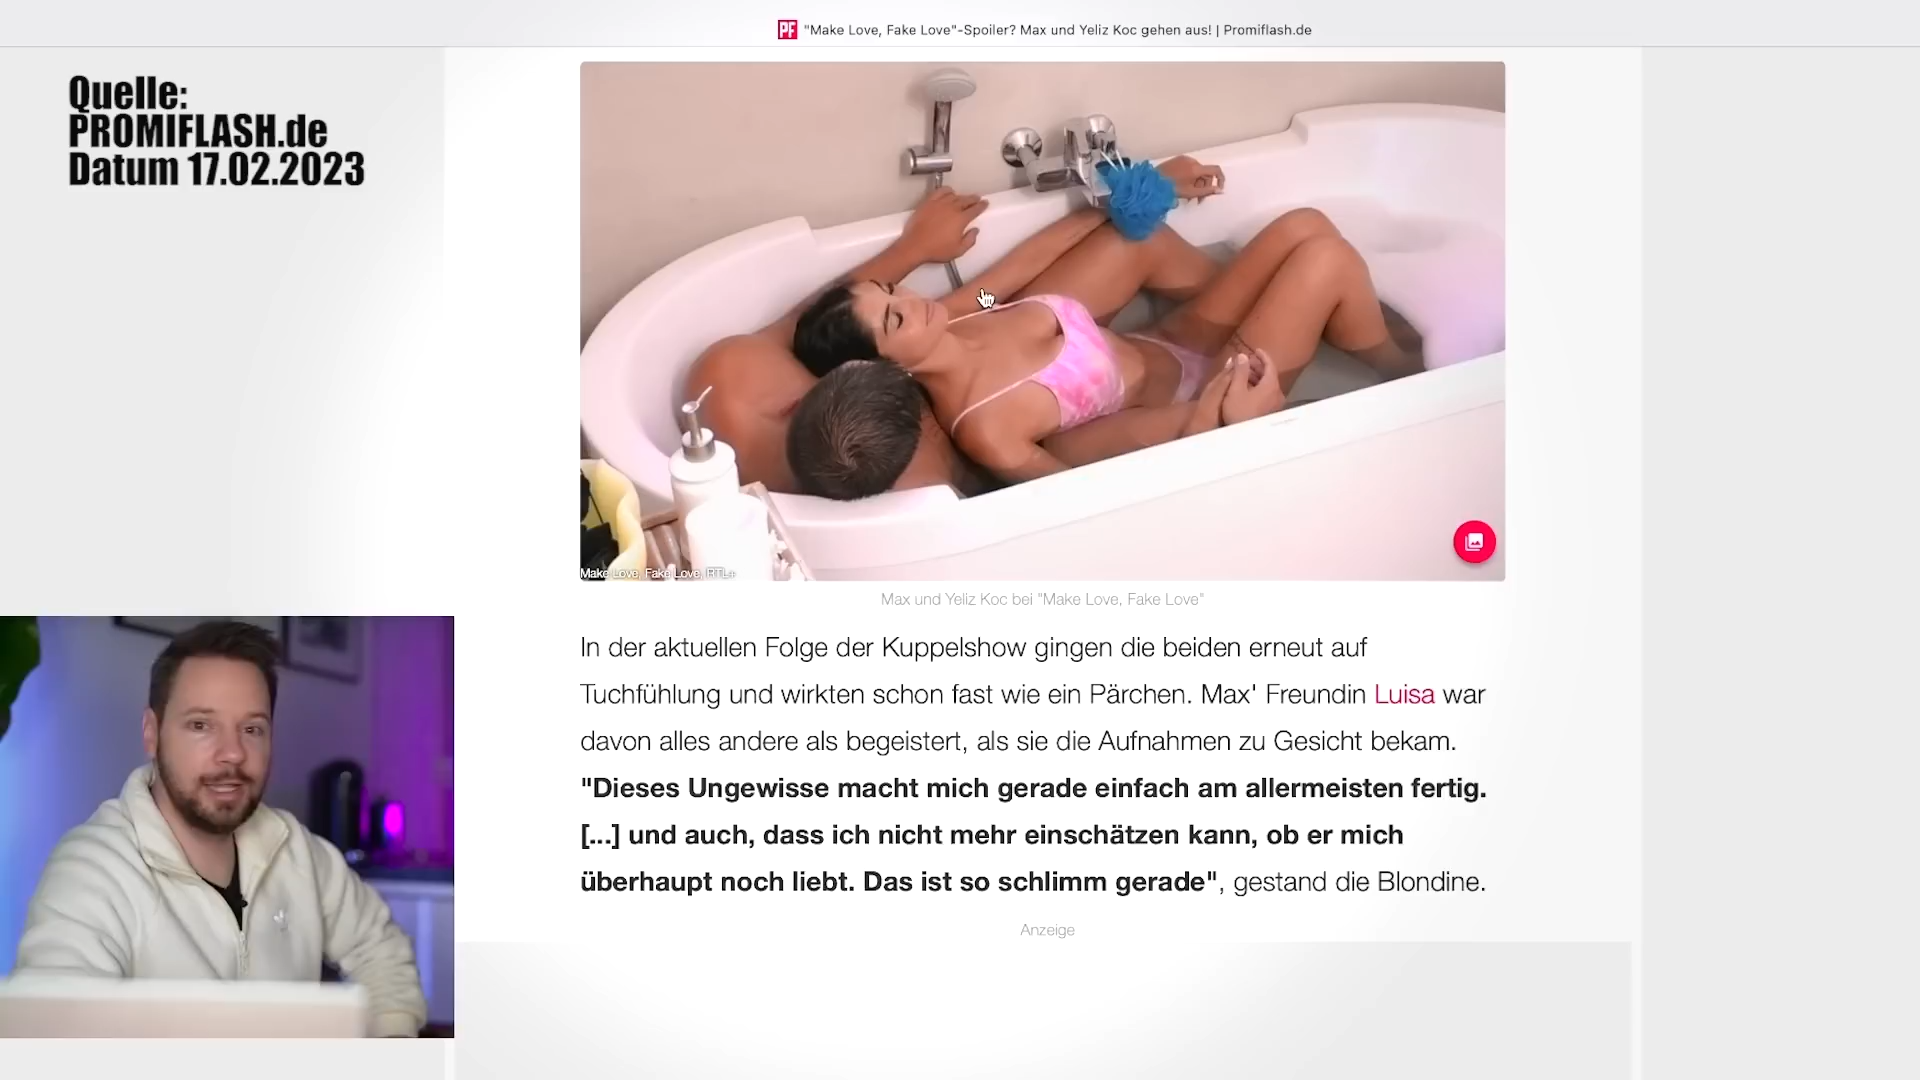 PF "Make Love, Fake Love"-Spoiler? Max und Yeliz Koc gehen aus! | Promiflash.de
Quelle:
PROMIFLASH.de
Datum 17.02.2023
Make Love, Fake Love, RTL+
Max und Yeliz Koc bei "Make Love, Fake Love"
In der aktuellen Folge der Kuppelshow gingen die beiden erneut auf
Tuchfühlung und wirkten schon fast wie ein Pärchen. Max' Freundin Luisa war
davon alles andere als begeistert, als sie die Aufnahmen zu Gesicht bekam.
"Dieses Ungewisse macht mich gerade einfach am allermeisten fertig.
[...] und auch, dass ich nicht mehr einschätzen kann, ob er mich
überhaupt noch liebt. Das ist so schlimm gerade", gestand die Blondine.
Anzeige